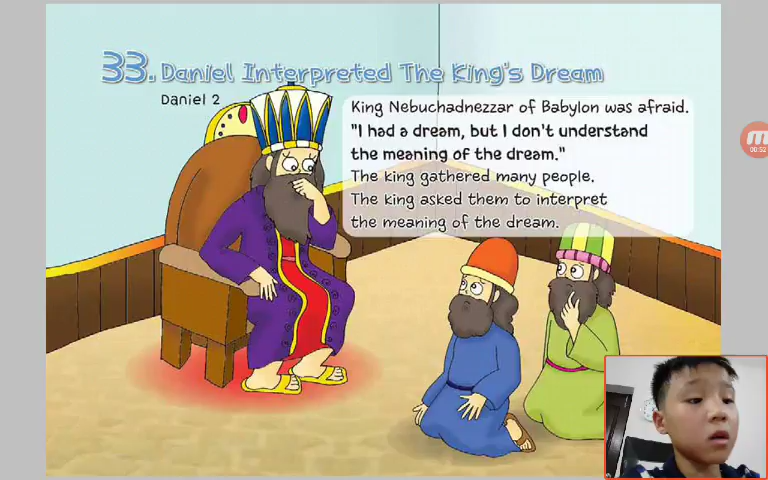 33. Daniel Interpreted The King's Dream
Daniel 2
King Nebuchadnezzar of Babylon was afraid.
"I had a dream, but I don't understand
the meaning of the dream."
The king gathered many people.
The king asked them to interpret
the meaning of the dream.
M
00:52